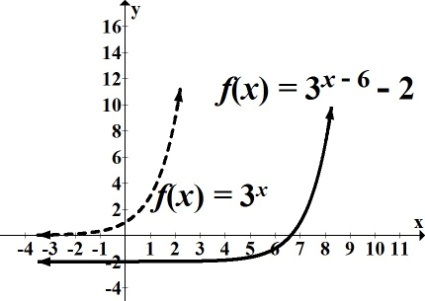 y
16
14
12
10
8
6
4
2
-2
-4
f(x) = 3^{x - 6} - 2
f(x) = 3^x
x
-4 -3 -2 -1 1 2 3 4 5 6 7 8 9 10 11